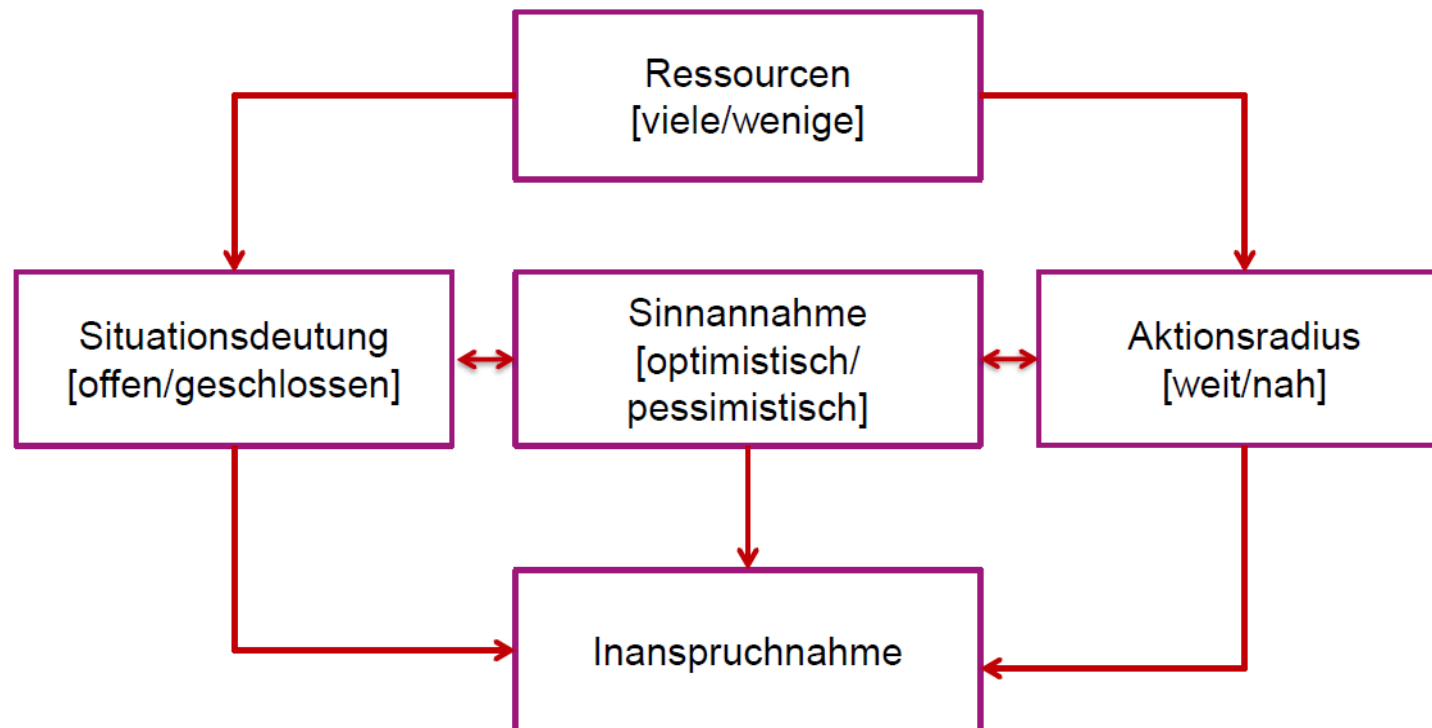 Ressourcen
[viele/wenige]
Situationsdeutung
[offen/geschlossen]
Sinnannahme
[optimistisch/
pessimistisch]
Aktionsradius
[weit/nah]
Inanspruchnahme